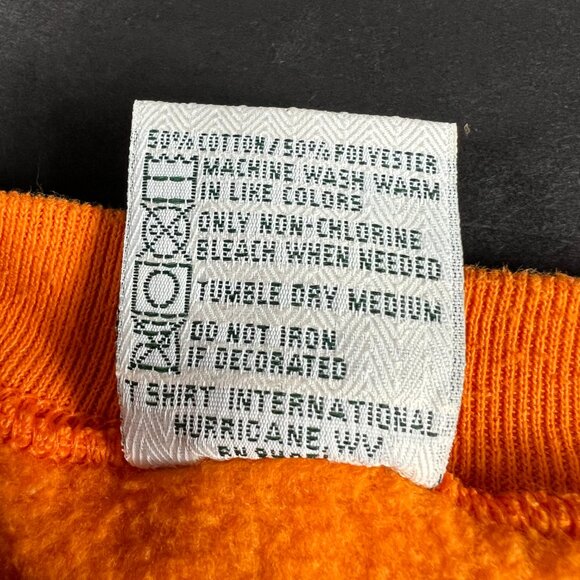 50% COTTON/50% POLYESTER
MACHINE WASH WARM
IN LIKE COLORS
ONLY NON-CHLORINE
BLEACH WHEN NEEDED
TUMBLE DRY MEDIUM
DO NOT IRON
IF DECORATED
T SHIRT INTERNATIONAL
HURRICANE WV